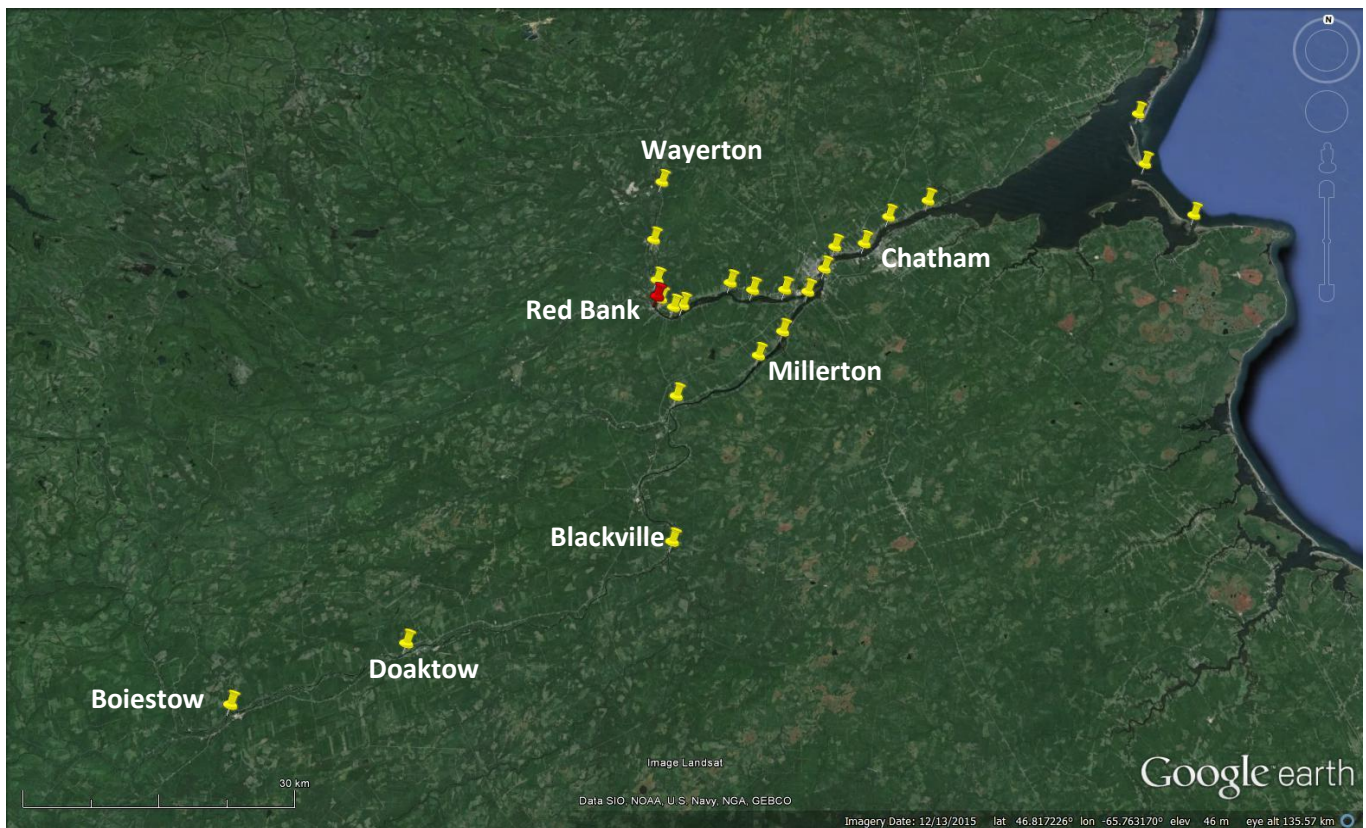 N
Wayerton
Chatham
Red Bank
Millerton
Blackville
Doaktow
Boiestow
Image Landsat
30 km
Data SIO, NOAA, U.S. Navy, NGA, GEBCO
Google earth
Imagery Date: 12/13/2015 lat 46.817226° lon -65.763170° elev 46 m eye alt 135.57 km